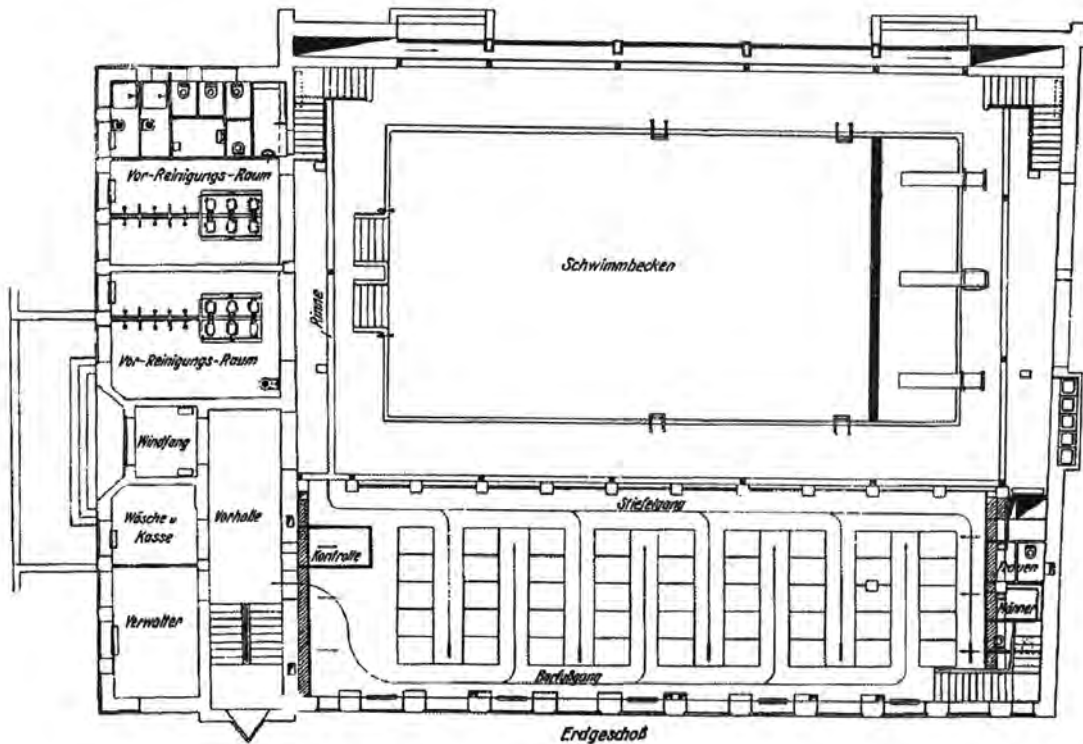 Vor-Reinigungs-Raum
Schwimmbecken
Rinne
Vor-Reinigungs-Raum
Windfang
Wäsche u
Kasse
Vorhalle
Stiefelgang
Kontrolle
Frauen
Männer
Verwalter
Barfußgang
Erdgeschoß